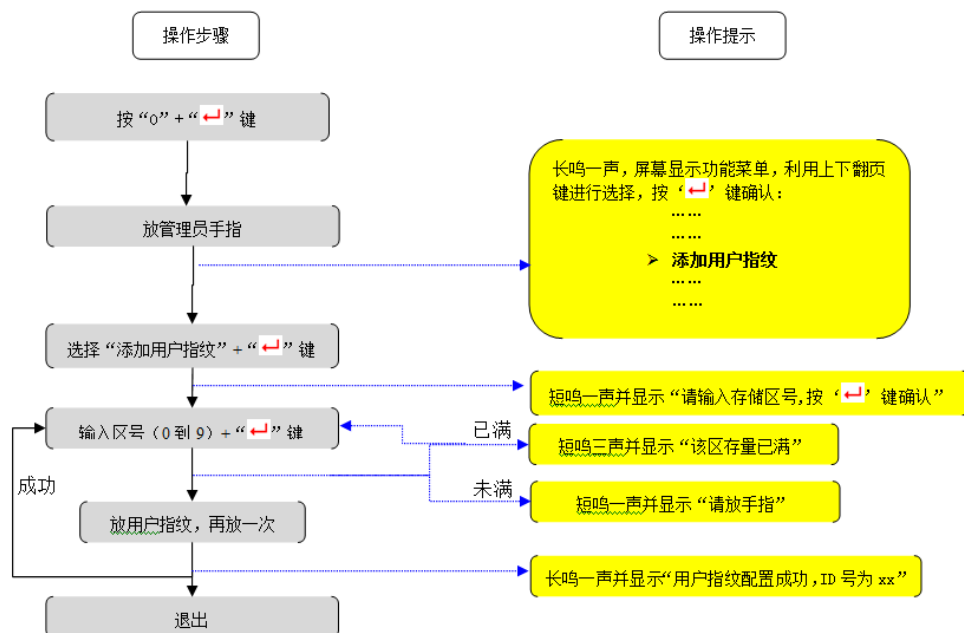 操作步骤
操作提示
按“0”+“↵”键
长鸣一声，屏幕显示功能菜单，利用上下翻页
键进行选择，按‘↵’键确认：
……
……
➢ 添加用户指纹
……
……
放管理员手指
选择“添加用户指纹”+“↵”键
短鸣一声并显示“请输入存储区号,按‘↵’键确认”
输入区号（0到9）+“↵”键
已满
短鸣三声并显示“该区存量已满”
成功
未满
短鸣一声并显示“请放手指”
放用户指纹，再放一次
长鸣一声并显示“用户指纹配置成功,ID号为xx”
退出